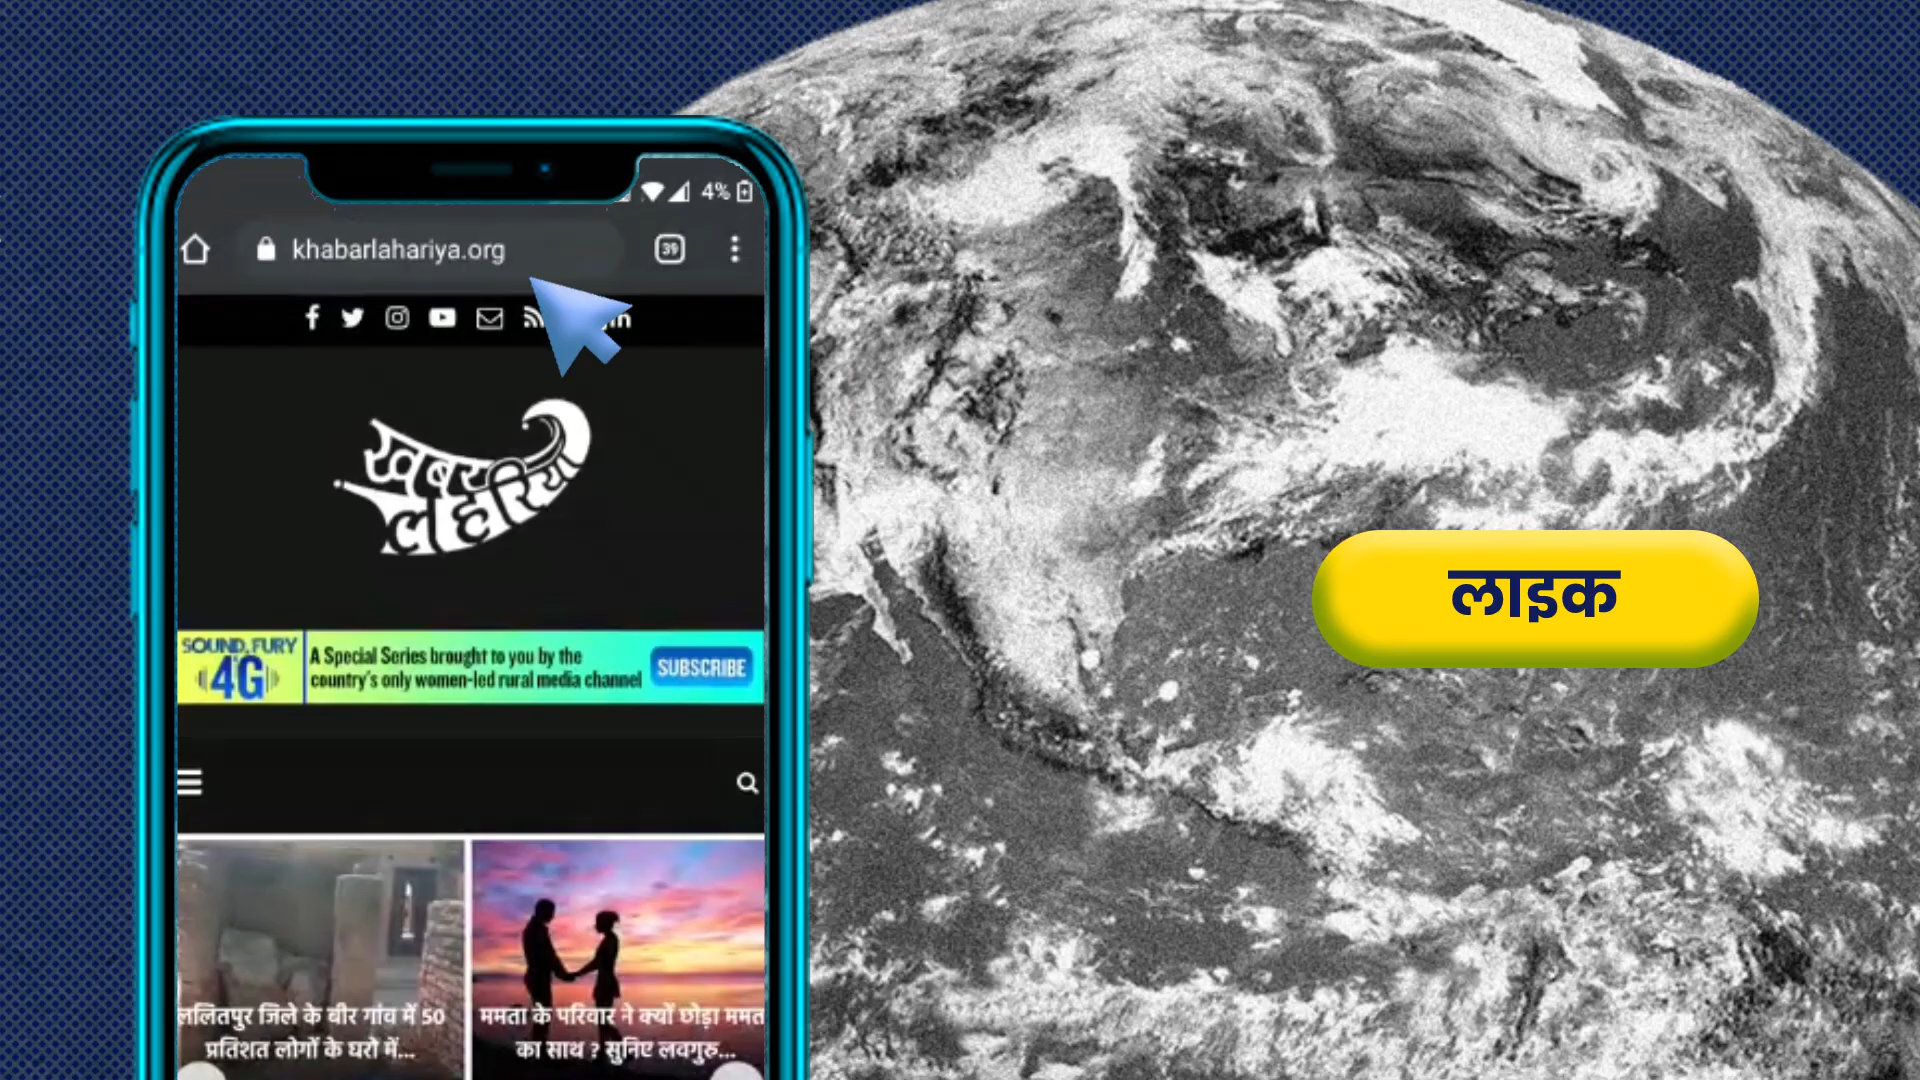 4%
khabarlahariya.org
39
खबर
लहरिया
SOUND, FURY
4G
A Special Series brought to you by the
country's only women-led rural media channel
SUBSCRIBE
लाइक
ललितपुर जिले के बीर गांव में 50
प्रतिशत लोगों के घरो में...
ममता के परिवार ने क्यों छोड़ा ममत
का साथ ? सुनिए लवगुरु...